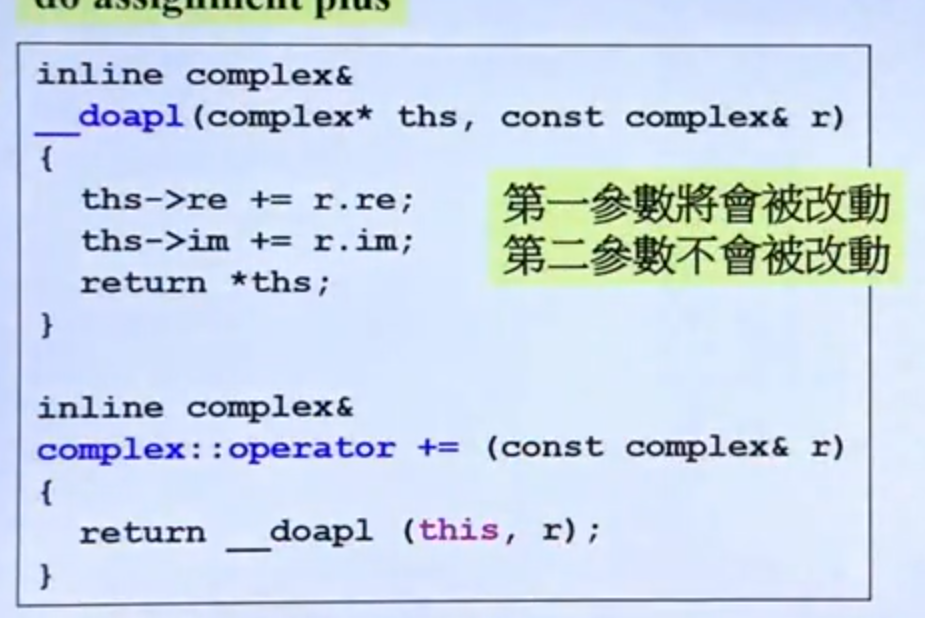 do assignment plus
inline complex&
__doapl(complex* ths, const complex& r)
{
  ths->re += r.re;
  ths->im += r.im;
  return *ths;
}
第一參數將會被改動
第二參數不會被改動
inline complex&
complex::operator += (const complex& r)
{
  return __doapl (this, r);
}